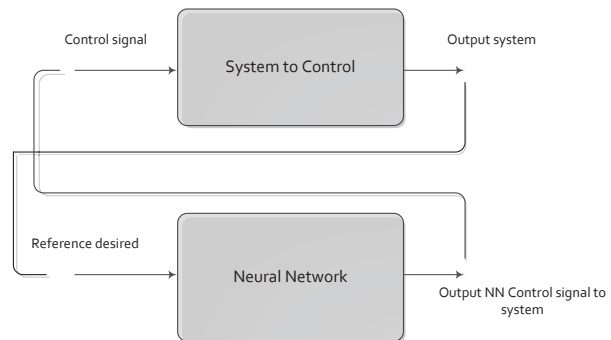 Control signal
System to Control
Output system
Reference desired
Neural Network
Output NN Control signal to
system